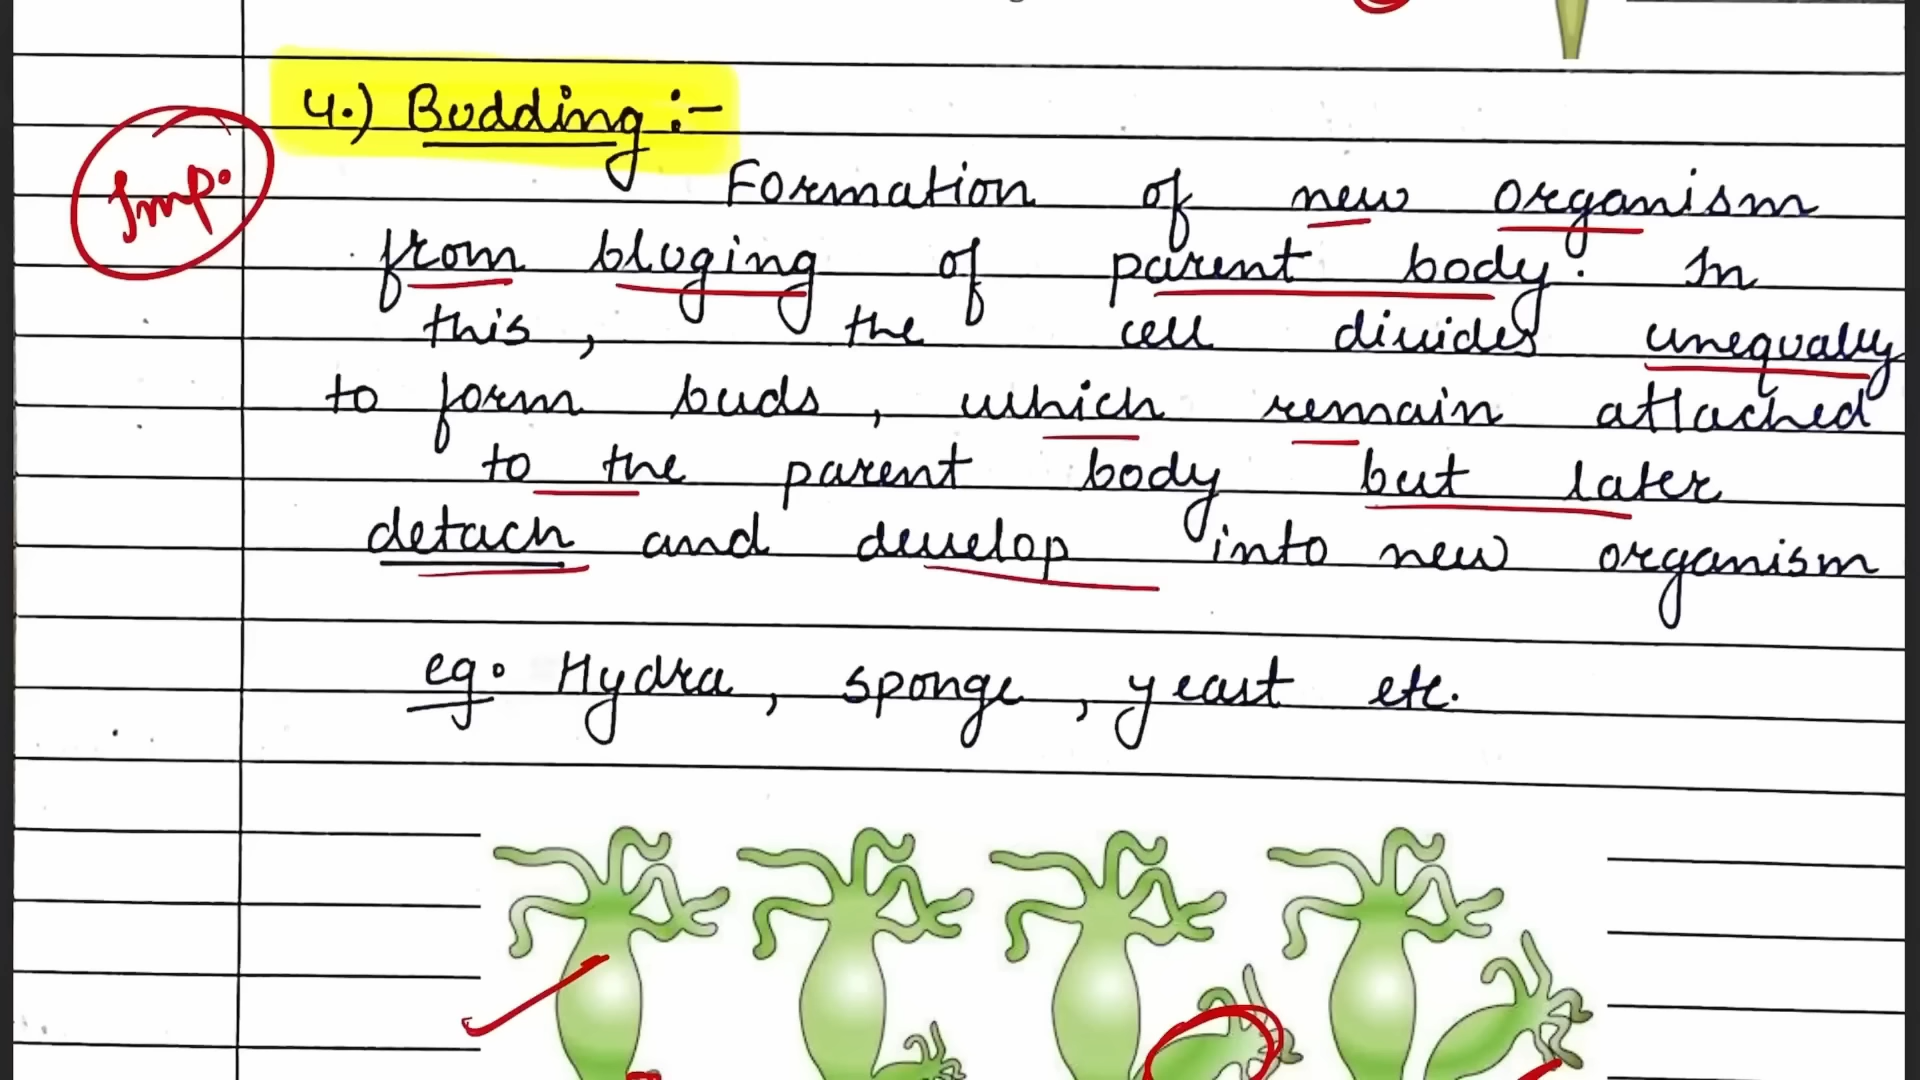 4.) Budding :-
Imp.
Formation of new organism
from bluging of parent body. In
this, the cell divides unequally
to form buds, which remain attached
to the parent body but later
detach and develop into new organism
eg. Hydra, sponge, yeast etc.